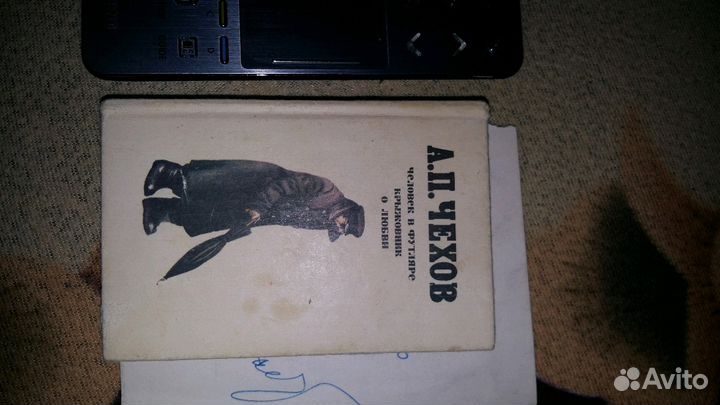 А.П. ЧЕХОВ
ЧЕЛОВЕК В ФУТЛЯРЕ
КРЫЖОВНИК
О ЛЮБВИ
Avito